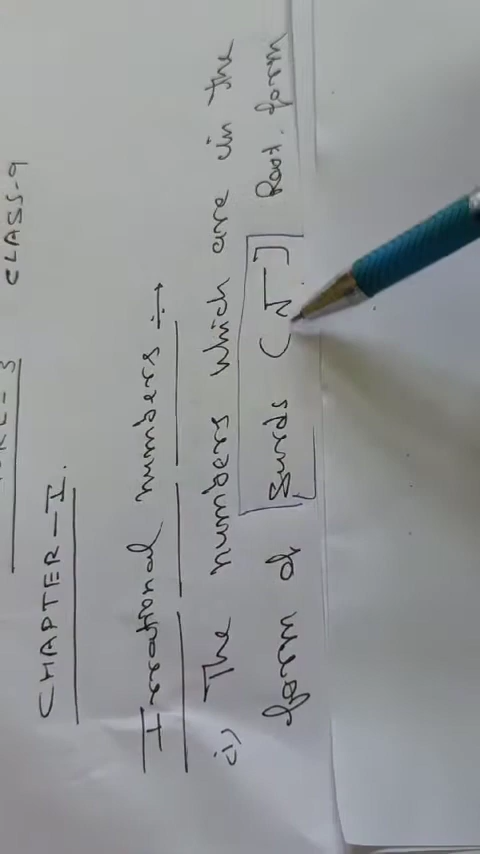 CLASS-9
CHAPTER-I.
Irrational numbers :→
(i) The numbers which are in the
form of Surds (√ )] Root form